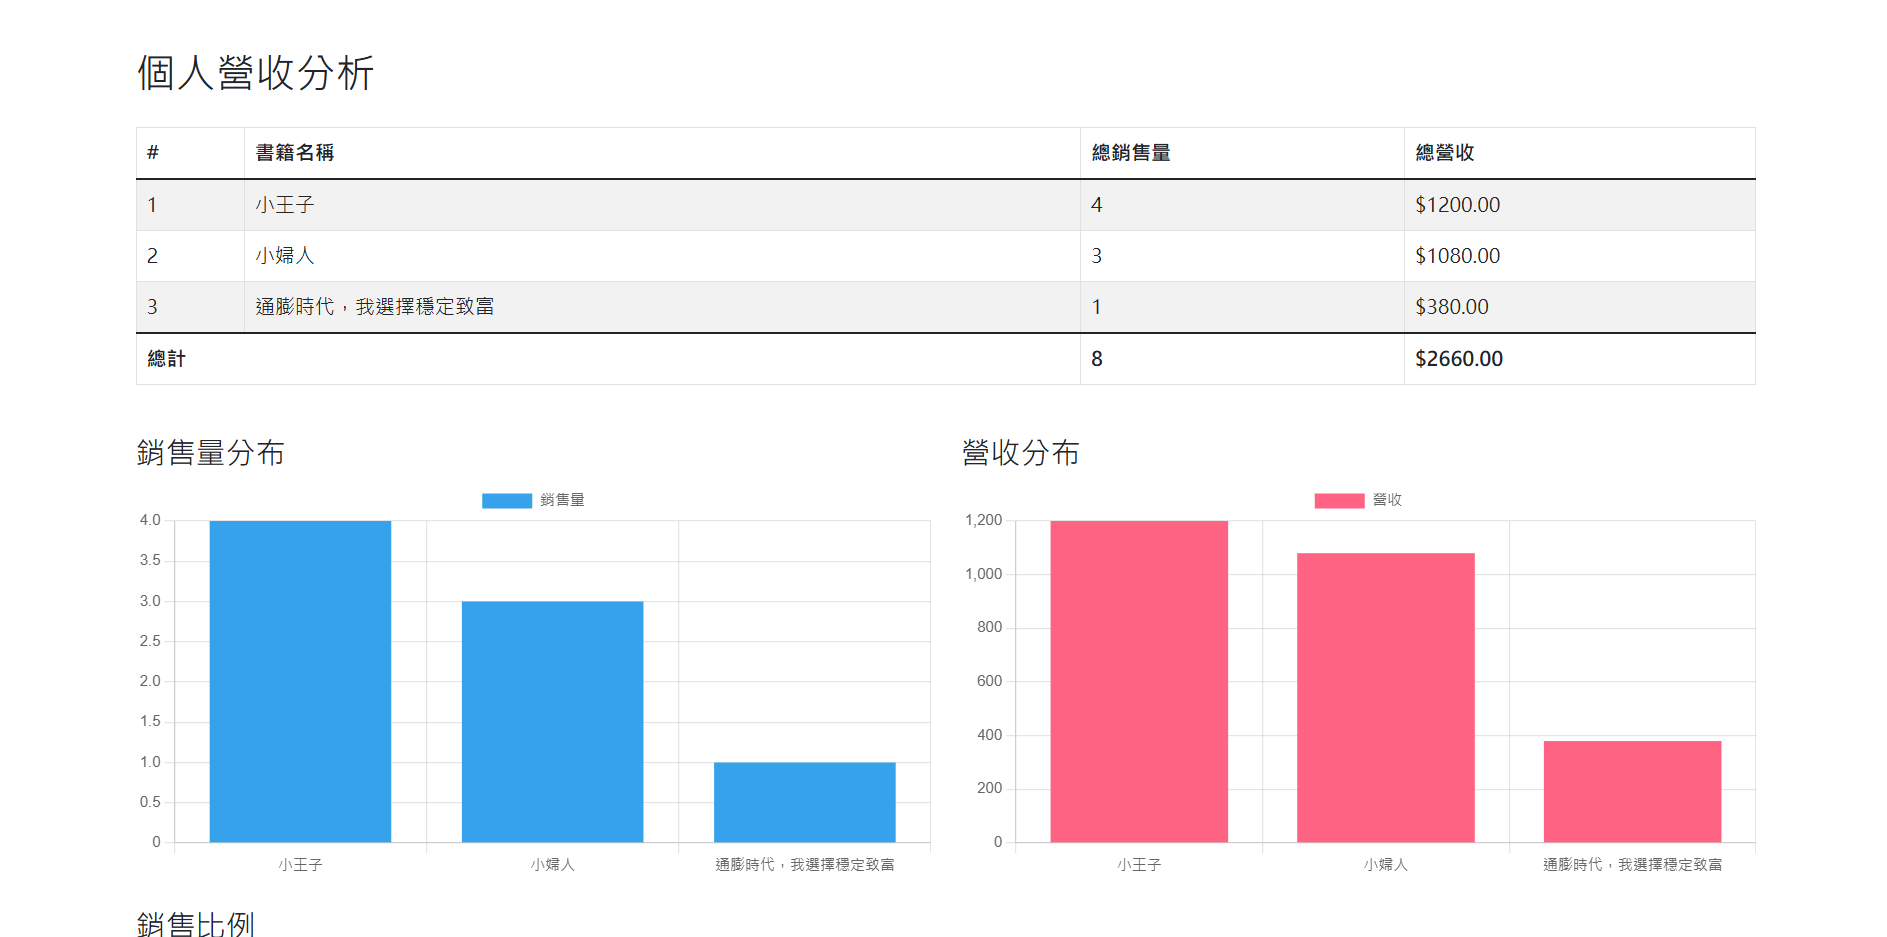 個人營收分析
# 書籍名稱 總銷售量 總營收
1 小王子 4 $1200.00
2 小婦人 3 $1080.00
3 通膨時代，我選擇穩定致富 1 $380.00
總計 8 $2660.00
銷售量分布
銷售量
4.0
3.5
3.0
2.5
2.0
1.5
1.0
0.5
0
小王子 小婦人 通膨時代，我選擇穩定致富
營收分布
營收
1,200
1,000
800
600
400
200
0
小王子 小婦人 通膨時代，我選擇穩定致富
銷售比例